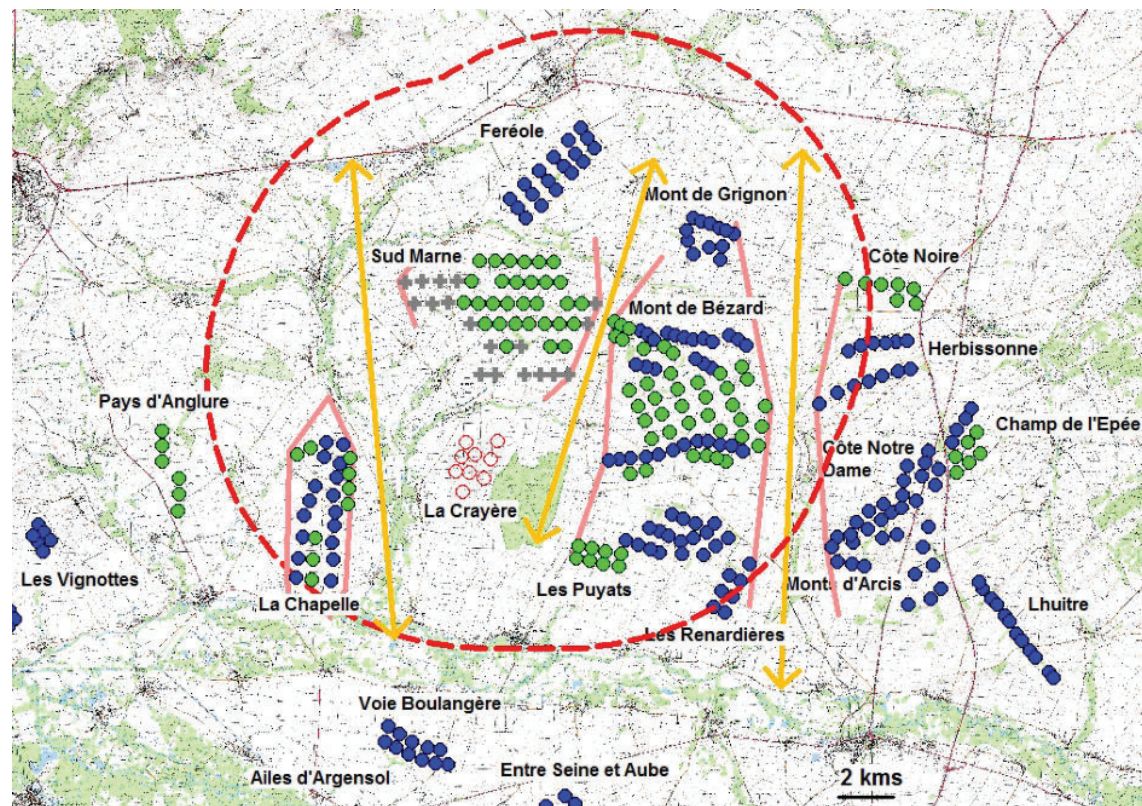 Feréole
Mont de Grignon
Sud Marne
Côte Noire
Mont de Bézard
Herbissonne
Pays d'Anglure
Champ de l'Epée
Côte Notre
Dame
La Crayère
Les Vignottes
Les Puyats
Monts d'Arcis
La Chapelle
Lhuitre
Les Renardières
Voie Boulangère
Ailes d'Argensol
Entre Seine et Aube
2 kms